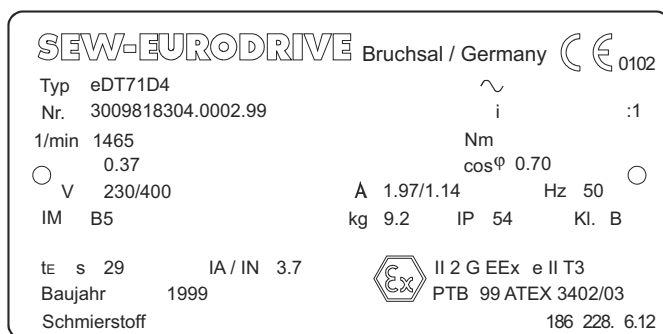 SEW-EURODRIVE Bruchsal / Germany CE 0102
Typ eDT71D4 ~
Nr. 3009818304.0002.99 i :1
1/min 1465 Nm
0.37 cosφ 0.70
V 230/400 A 1.97/1.14 Hz 50
IM B5 kg 9.2 IP 54 Kl. B
tE s 29 IA / IN 3.7 Ex II 2 G EEx e II T3
Baujahr 1999 PTB 99 ATEX 3402/03
Schmierstoff 186 228. 6.12